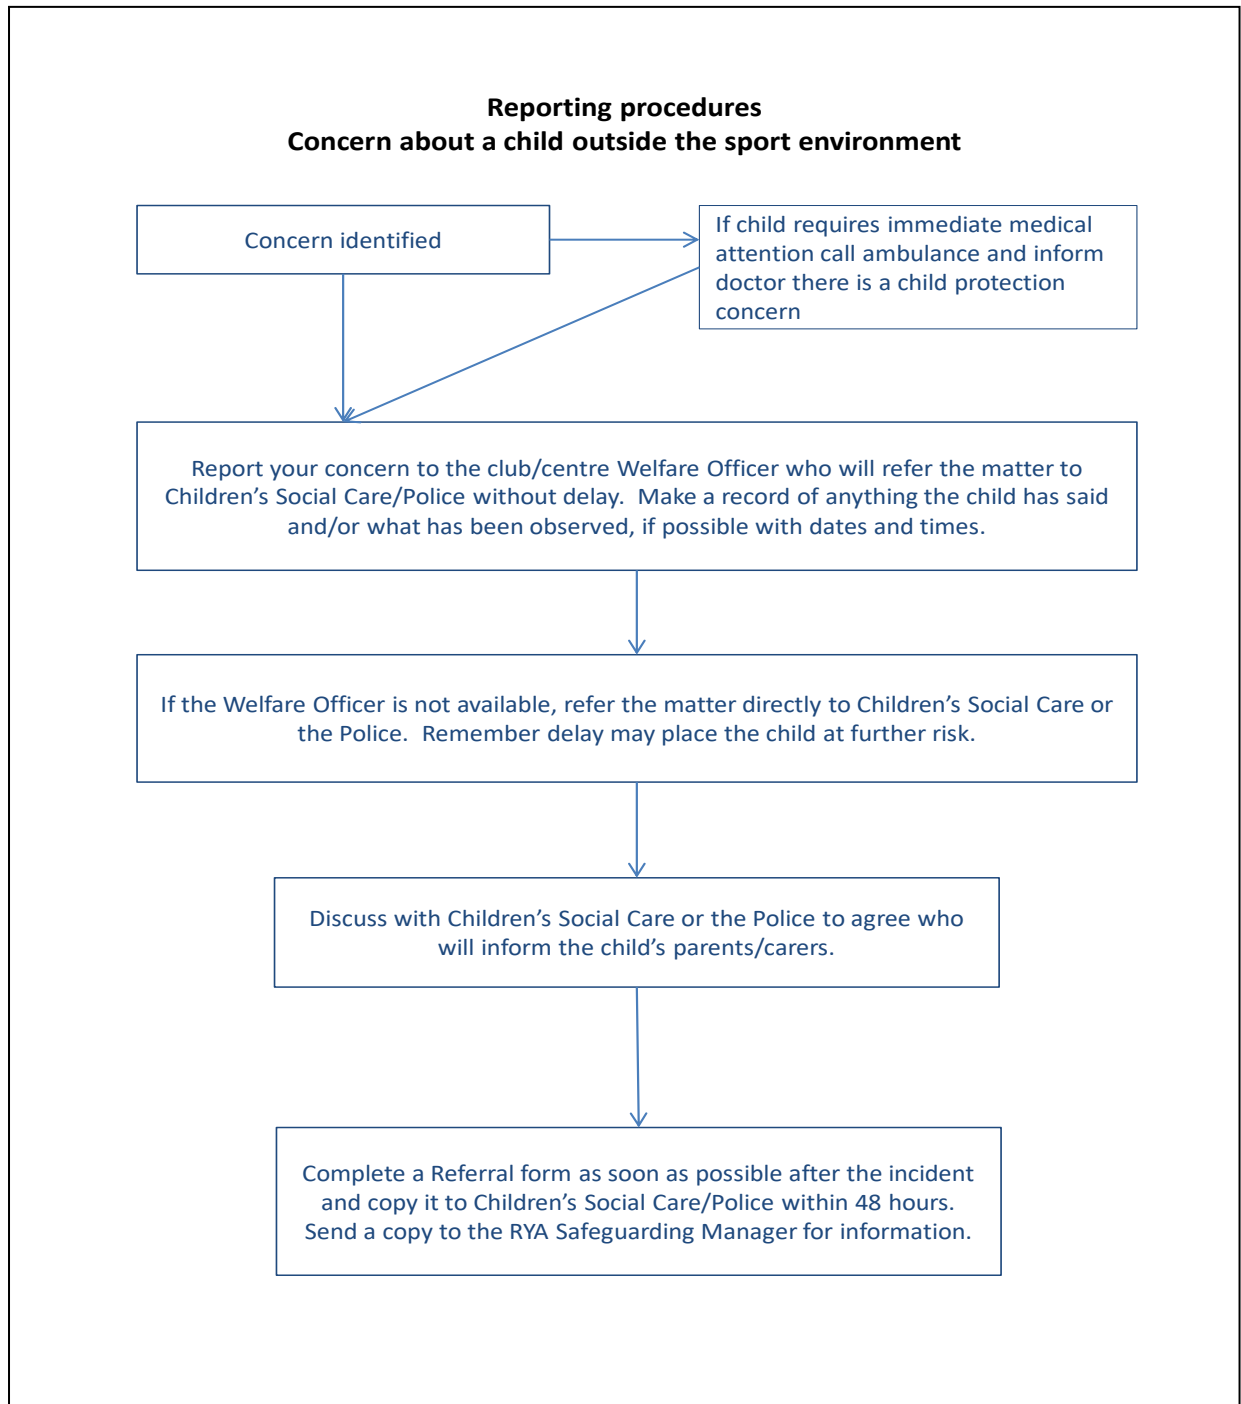 Reporting procedures
Concern about a child outside the sport environment
Concern identified
If child requires immediate medical
attention call ambulance and inform
doctor there is a child protection
concern
Report your concern to the club/centre Welfare Officer who will refer the matter to
Children’s Social Care/Police without delay.  Make a record of anything the child has said
and/or what has been observed, if possible with dates and times.
If the Welfare Officer is not available, refer the matter directly to Children’s Social Care or
the Police.  Remember delay may place the child at further risk.
Discuss with Children’s Social Care or the Police to agree who
will inform the child’s parents/carers.
Complete a Referral form as soon as possible after the incident
and copy it to Children’s Social Care/Police within 48 hours.
Send a copy to the RYA Safeguarding Manager for information.